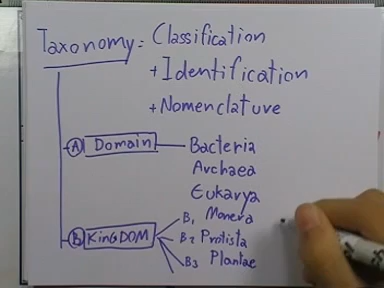 Taxonomy: Classification
+ Identification
+ Nomenclature
A Domain Bacteria
Archaea
Eukarya
B KinGDOM B1 Monera
B2 Protista
B3 Plantae